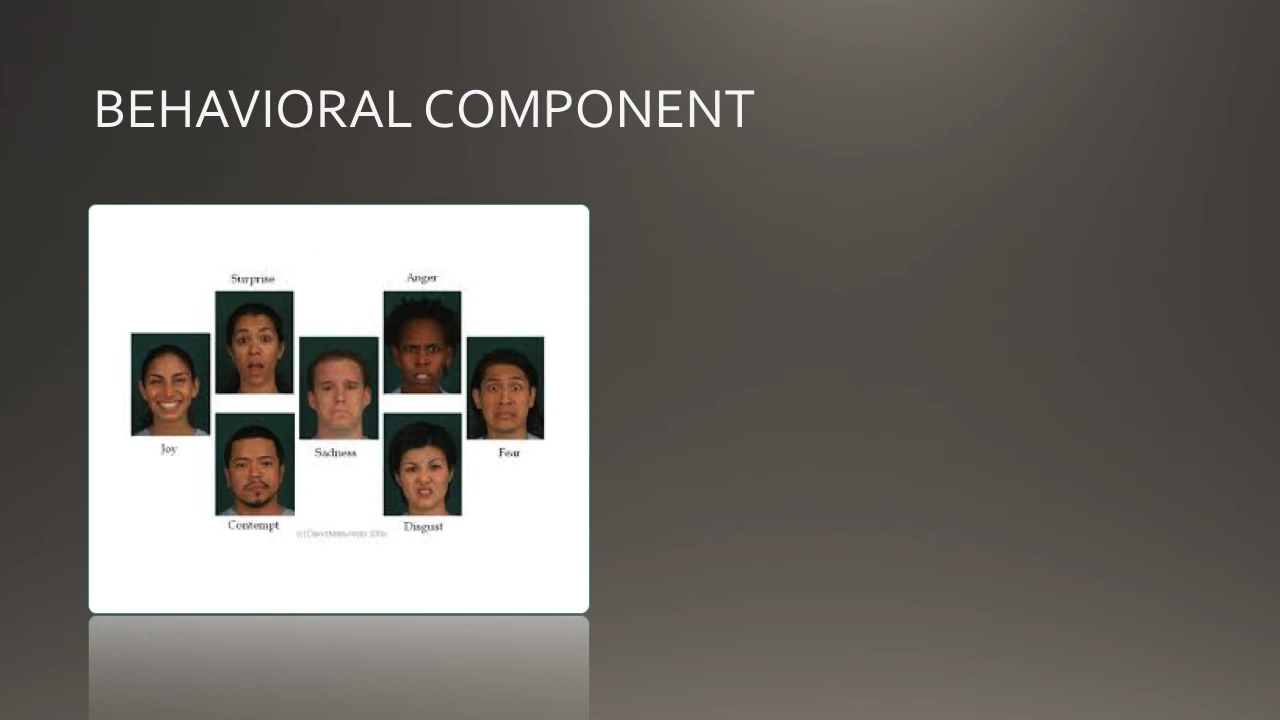 BEHAVIORAL COMPONENT
Surprise
Anger
Joy
Sadness
Fear
Contempt
Disgust